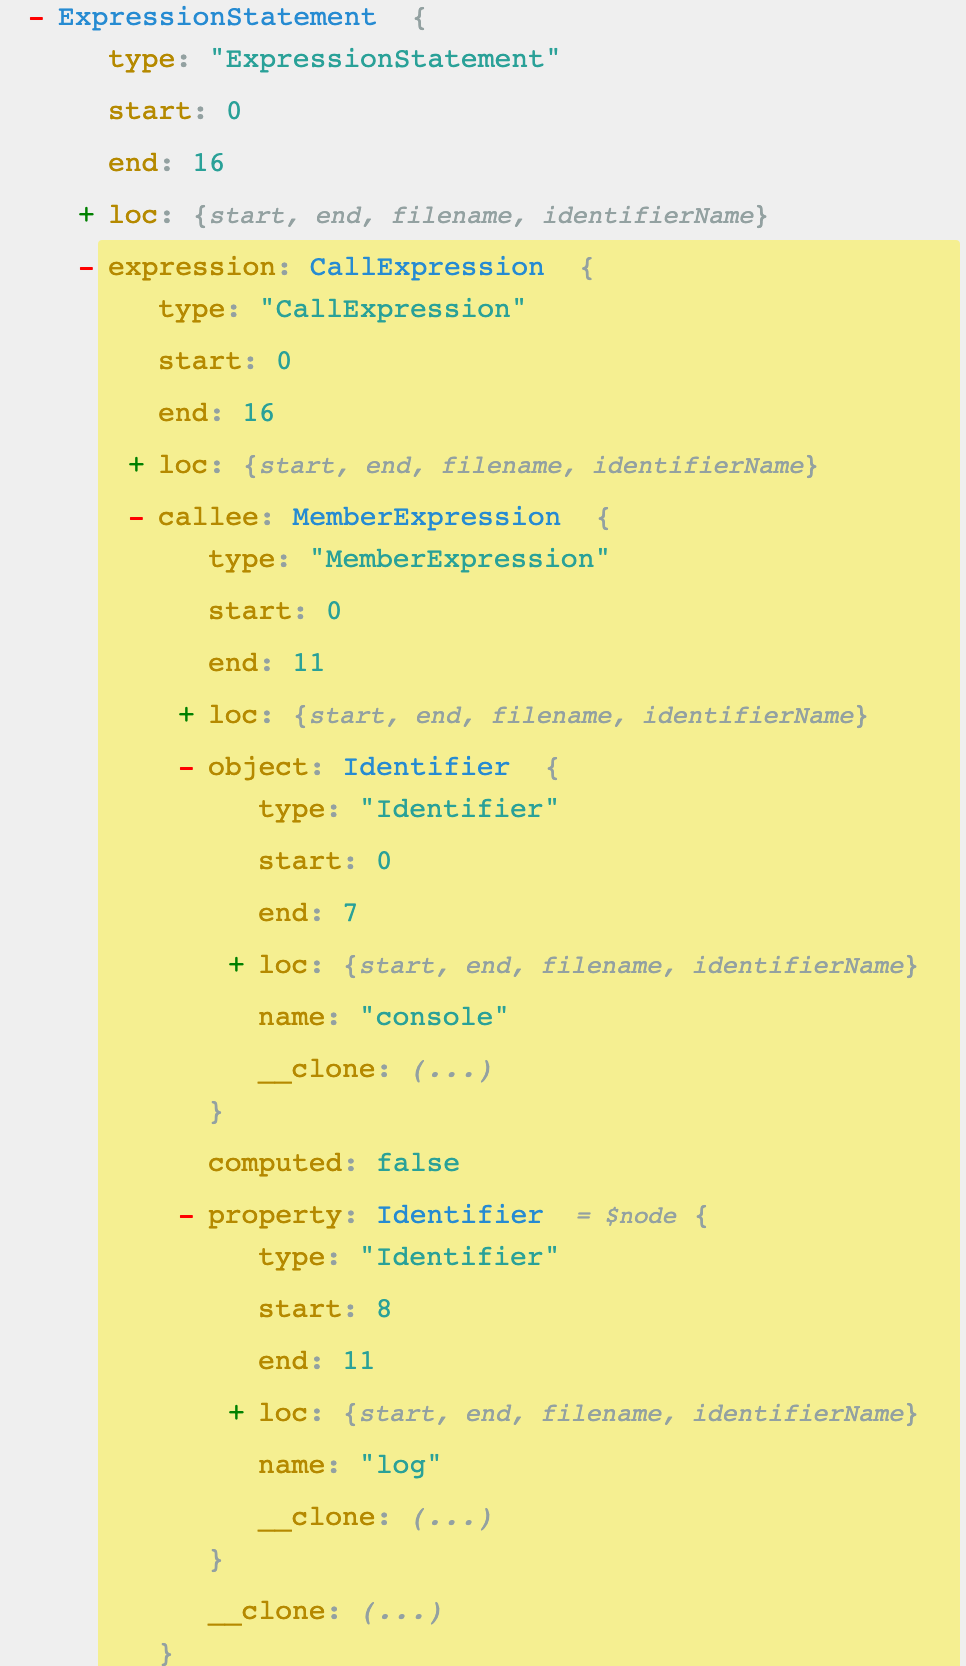 - ExpressionStatement {
type: "ExpressionStatement"
start: 0
end: 16
+ loc: {start, end, filename, identifierName}
- expression: CallExpression {
type: "CallExpression"
start: 0
end: 16
+ loc: {start, end, filename, identifierName}
- callee: MemberExpression {
type: "MemberExpression"
start: 0
end: 11
+ loc: {start, end, filename, identifierName}
- object: Identifier {
type: "Identifier"
start: 0
end: 7
+ loc: {start, end, filename, identifierName}
name: "console"
__clone: (...)
}
computed: false
- property: Identifier = $node {
type: "Identifier"
start: 8
end: 11
+ loc: {start, end, filename, identifierName}
name: "log"
__clone: (...)
}
__clone: (...)
}